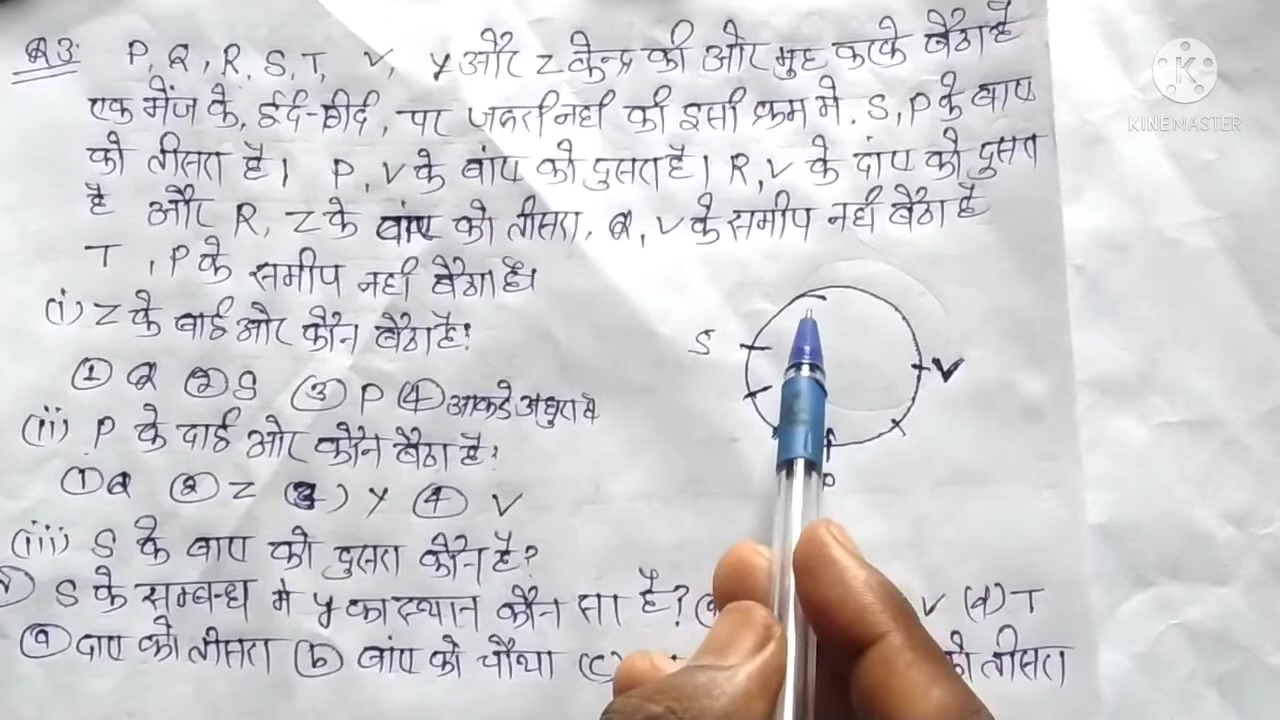 Q3. P, Q, R, S, T, V, Y और Z केन्द्र की ओर मुह करके बैठा है
एक मेंज के, ईर्द-बीर्द, पर जरुरी नहीं की इसी क्रम मे. S, P के बाए
को तीसरा है। P, V के बांए को दुसरा है। R, V के दांए को दुसरा
है और R, Z के बांए को तीसरा, Q, V के समीप नहीं बैठा है
T, P के समीप नहीं बैठा है।
(i) Z के बाई ओर कौन बैठा है?
① Q ② S ③ P ④ आकडे अधुरा है
(ii) P के दाई ओर कौन बैठा है?
① Q ② Z ③ Y ④ V
(iii) S के बाए को दुसरा कौन है?
S के सम्बन्ध मे Y का स्थान कौन सा है? V (d) T
ⓐ दाए को तीसरा ⓑ बांए को चौथा (c) को तीसरा
S
V
P
K
KINEMASTER